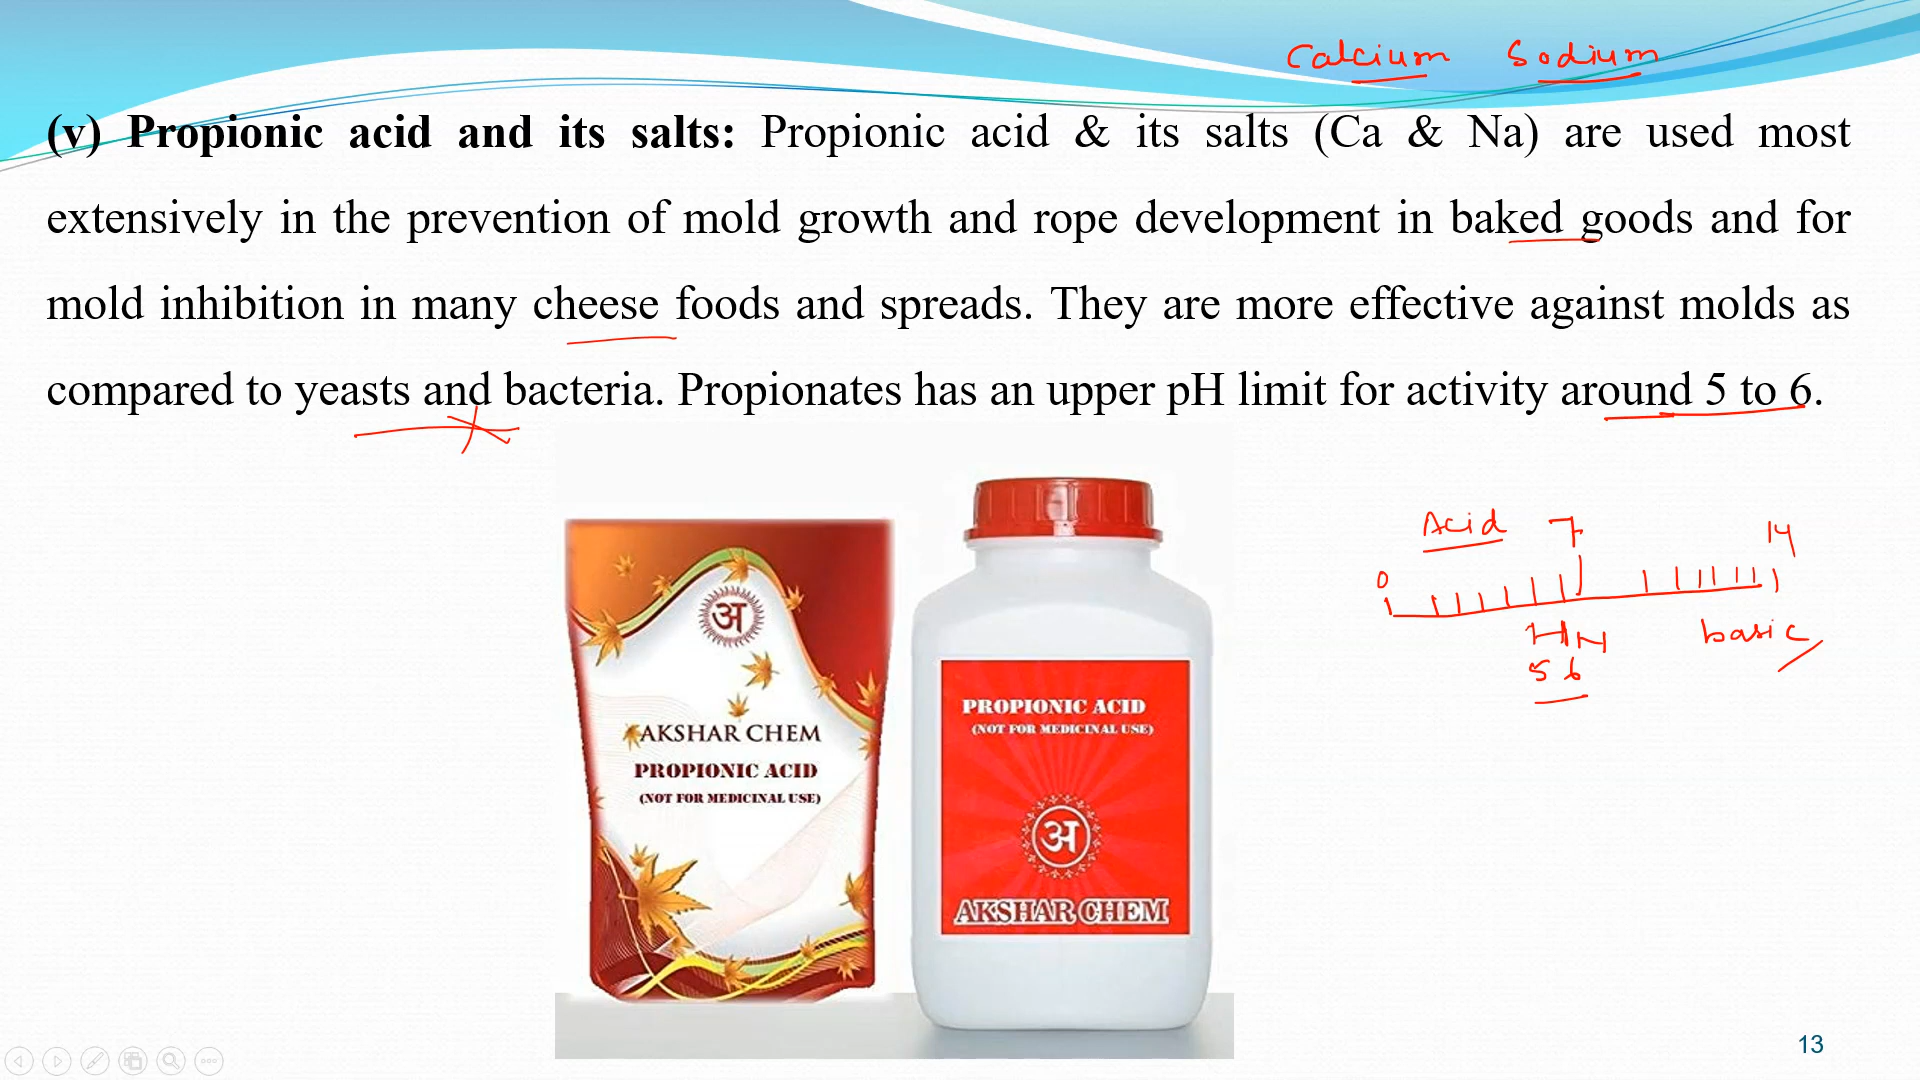 Calcium Sodium
(v) Propionic acid and its salts: Propionic acid & its salts (Ca & Na) are used most
extensively in the prevention of mold growth and rope development in baked goods and for
mold inhibition in many cheese foods and spreads. They are more effective against molds as
compared to yeasts and bacteria. Propionates has an upper pH limit for activity around 5 to 6.
Acid 7 14
0
basic
5 6
अ
AKSHAR CHEM
PROPIONIC ACID
(NOT FOR MEDICINAL USE)
PROPIONIC ACID
(NOT FOR MEDICINAL USE)
अ
AKSHAR CHEM
13